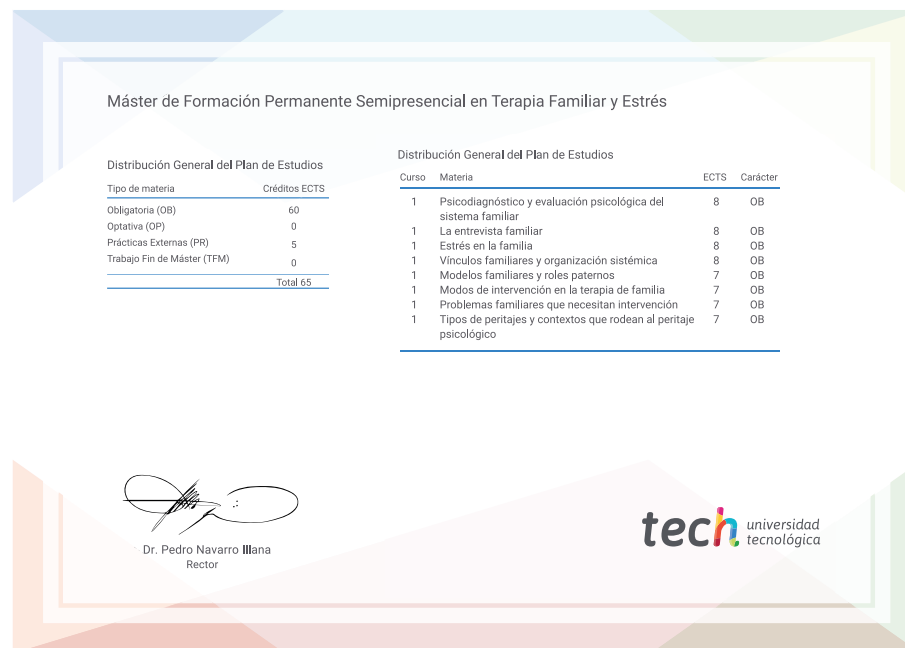 Máster de Formación Permanente Semipresencial en Terapia Familiar y Estrés
Distribución General del Plan de Estudios
Tipo de materia Créditos ECTS
Obligatoria (OB) 60
Optativa (OP) 0
Prácticas Externas (PR) 5
Trabajo Fin de Máster (TFM) 0
Total 65
Distribución General del Plan de Estudios
Curso Materia ECTS Carácter
1 Psicodiagnóstico y evaluación psicológica del 8 OB
sistema familiar
1 La entrevista familiar 8 OB
1 Estrés en la familia 8 OB
1 Vínculos familiares y organización sistémica 8 OB
1 Modelos familiares y roles paternos 7 OB
1 Modos de intervención en la terapia de familia 7 OB
1 Problemas familiares que necesitan intervención 7 OB
1 Tipos de peritajes y contextos que rodean al peritaje 7 OB
psicológico
Dr. Pedro Navarro Illana
Rector
tech universidad
tecnológica